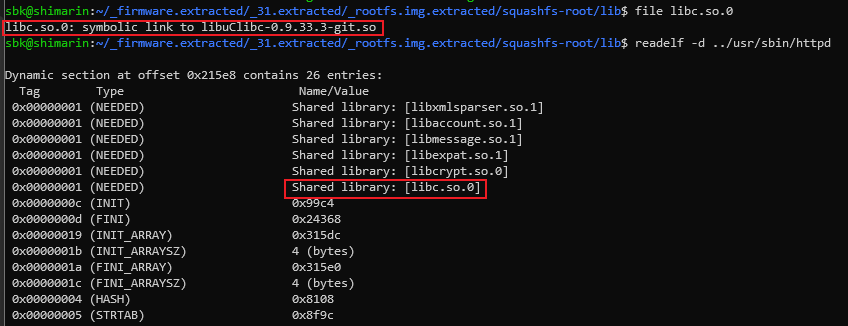 sbk@shimarin:~/_firmware.extracted/_31.extracted/_rootfs.img.extracted/squashfs-root/lib$ file libc.so.0
libc.so.0: symbolic link to libuClibc-0.9.33.3-git.so
sbk@shimarin:~/_firmware.extracted/_31.extracted/_rootfs.img.extracted/squashfs-root/lib$ readelf -d ../usr/sbin/httpd
Dynamic section at offset 0x215e8 contains 26 entries:
Tag Type Name/Value
0x00000001 (NEEDED) Shared library: [libxmlsparser.so.1]
0x00000001 (NEEDED) Shared library: [libaccount.so.1]
0x00000001 (NEEDED) Shared library: [libmessage.so.1]
0x00000001 (NEEDED) Shared library: [libexpat.so.1]
0x00000001 (NEEDED) Shared library: [libcrypt.so.0]
0x00000001 (NEEDED) Shared library: [libc.so.0]
0x0000000c (INIT) 0x99c4
0x0000000d (FINI) 0x24368
0x00000019 (INIT_ARRAY) 0x315dc
0x0000001b (INIT_ARRAYSZ) 4 (bytes)
0x0000001a (FINI_ARRAY) 0x315e0
0x0000001c (FINI_ARRAYSZ) 4 (bytes)
0x00000004 (HASH) 0x8108
0x00000005 (STRTAB) 0x8f9c